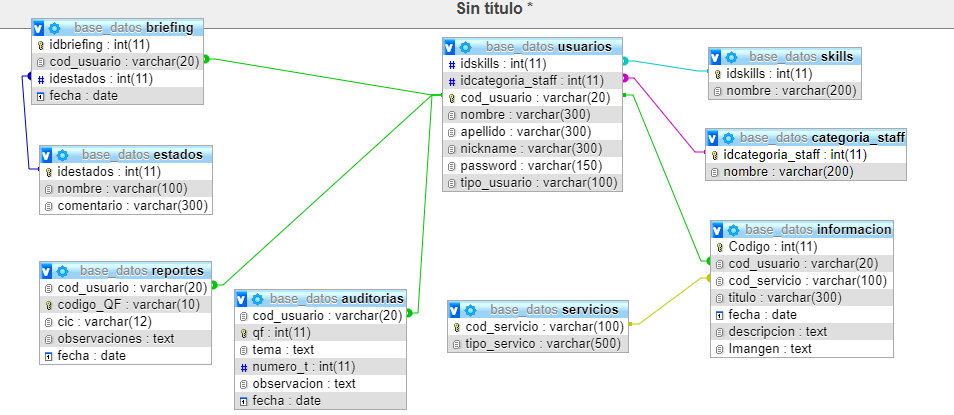 Sin título *
base_datos briefing
idbriefing : int(11)
cod_usuario : varchar(20)
idestados : int(11)
fecha : date
base_datos estados
idestados : int(11)
nombre : varchar(100)
comentario : varchar(300)
base_datos reportes
cod_usuario : varchar(20)
codigo_QF : varchar(10)
cic : varchar(12)
observaciones : text
fecha : date
base_datos auditorias
cod_usuario : varchar(20)
qf : int(11)
tema : text
numero_t : int(11)
observacion : text
fecha : date
base_datos usuarios
idskills : int(11)
idcategoria_staff : int(11)
cod_usuario : varchar(20)
nombre : varchar(300)
apellido : varchar(300)
nickname : varchar(300)
password : varchar(150)
tipo_usuario : varchar(100)
base_datos servicios
cod_servicio : varchar(100)
tipo_servico : varchar(500)
base_datos skills
idskills : int(11)
nombre : varchar(200)
base_datos categoria_staff
idcategoria_staff : int(11)
nombre : varchar(200)
base_datos informacion
Codigo : int(11)
cod_usuario : varchar(20)
cod_servicio : varchar(100)
titulo : varchar(300)
fecha : date
descripcion : text
Imangen : text